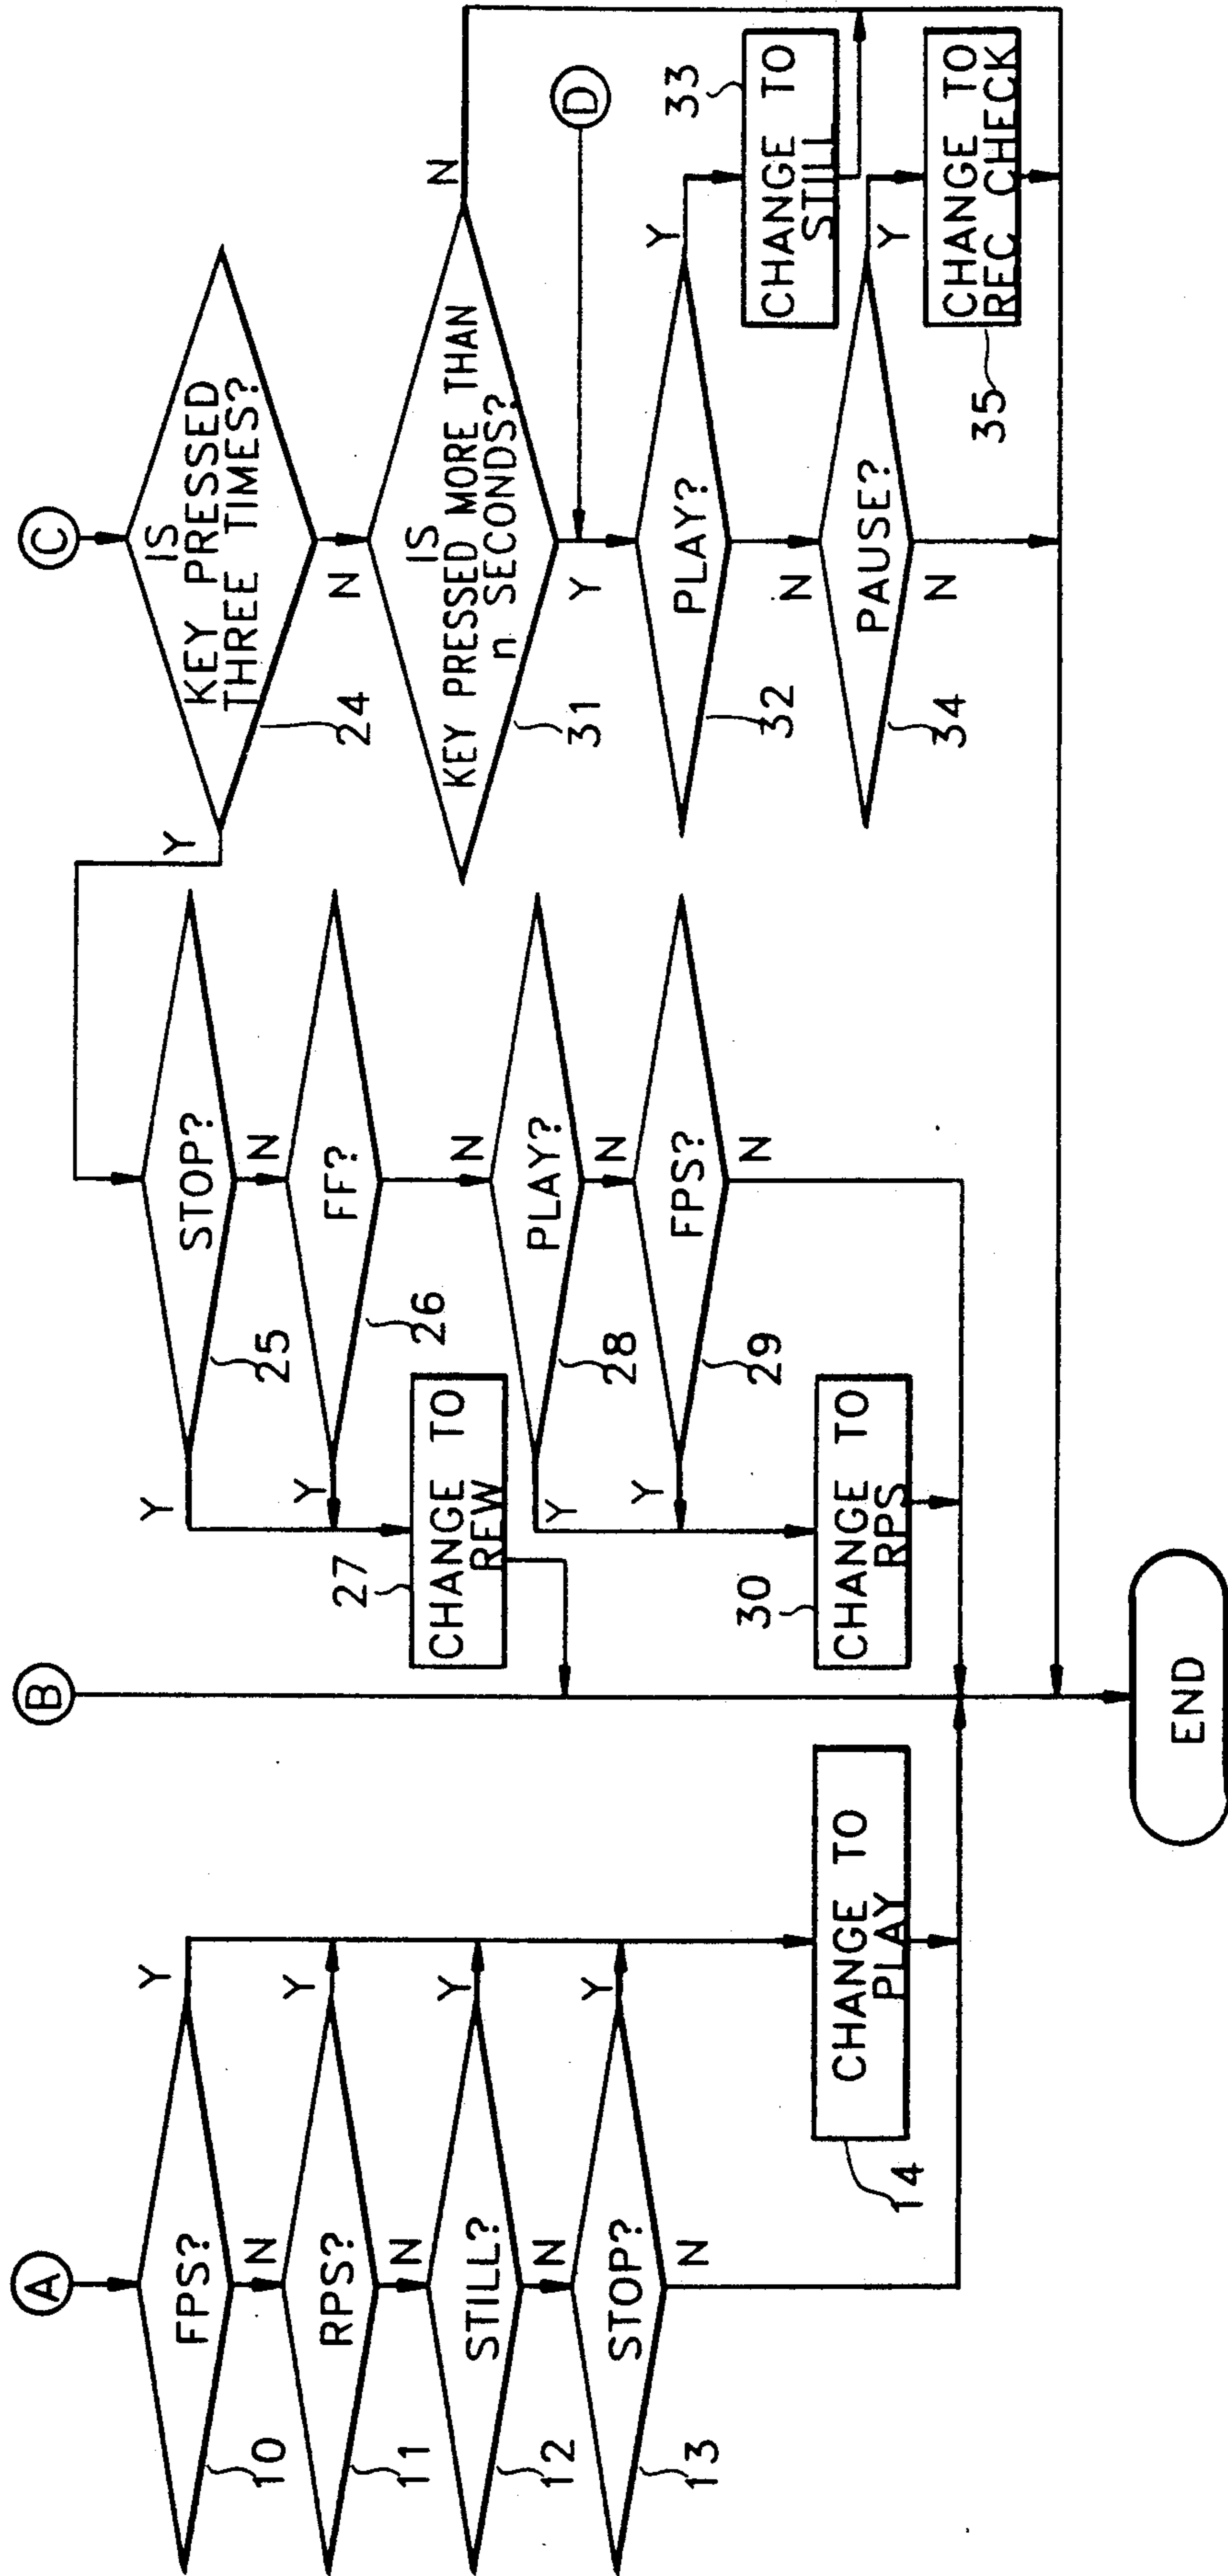 A
FPS?
10
Y
N
RPS?
11
Y
N
STILL?
12
Y
N
STOP?
13
Y
N
CHANGE TO
PLAY
14
B
END
C
IS
KEY PRESSED
THREE TIMES?
24
Y
N
STOP?
25
Y
N
FF?
26
Y
N
27
CHANGE TO
REW
PLAY?
28
Y
N
FPS?
29
Y
N
30
CHANGE TO
RPS
IS
KEY PRESSED MORE THAN
n SECONDS?
31
N
Y
D
PLAY?
32
Y
N
33
CHANGE TO
STILL
PAUSE?
34
Y
N
CHANGE TO
REC CHECK
35